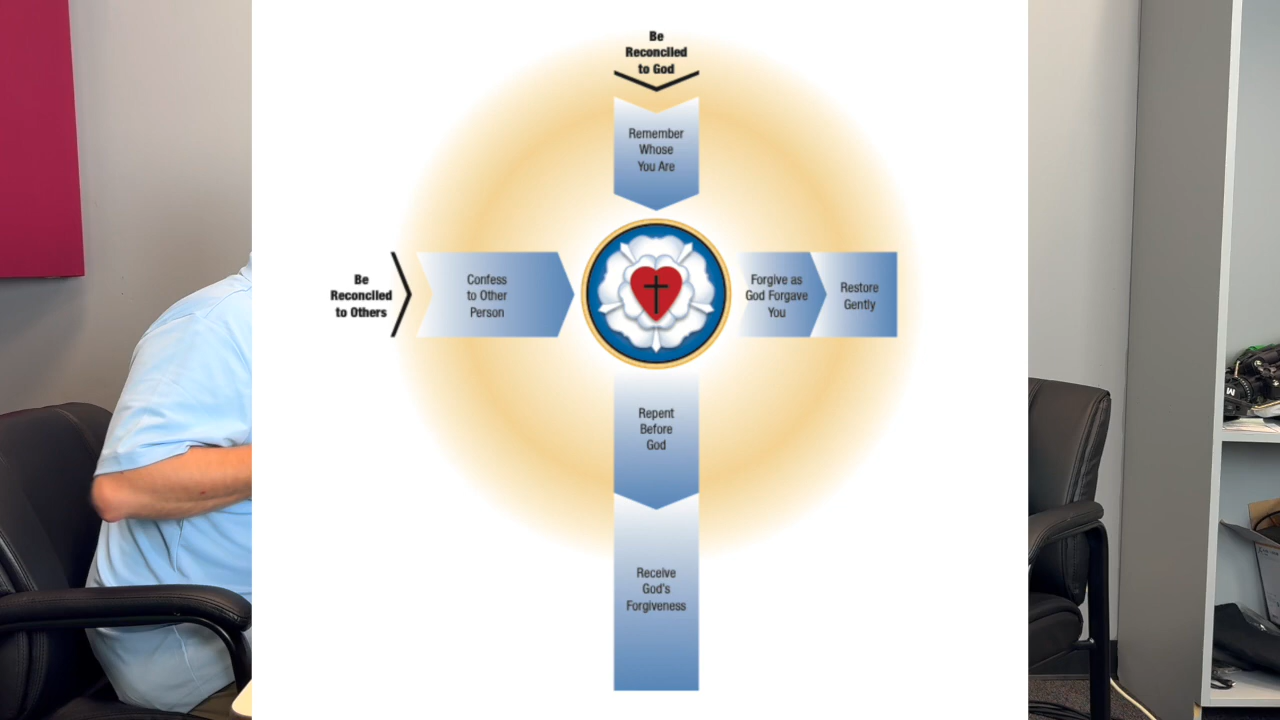 Be
Reconciled
to God
Remember
Whose
You Are
Be
Reconciled
to Others
Confess
to Other
Person
Forgive as
God Forgave
You
Restore
Gently
Repent
Before
God
Receive
God's
Forgiveness